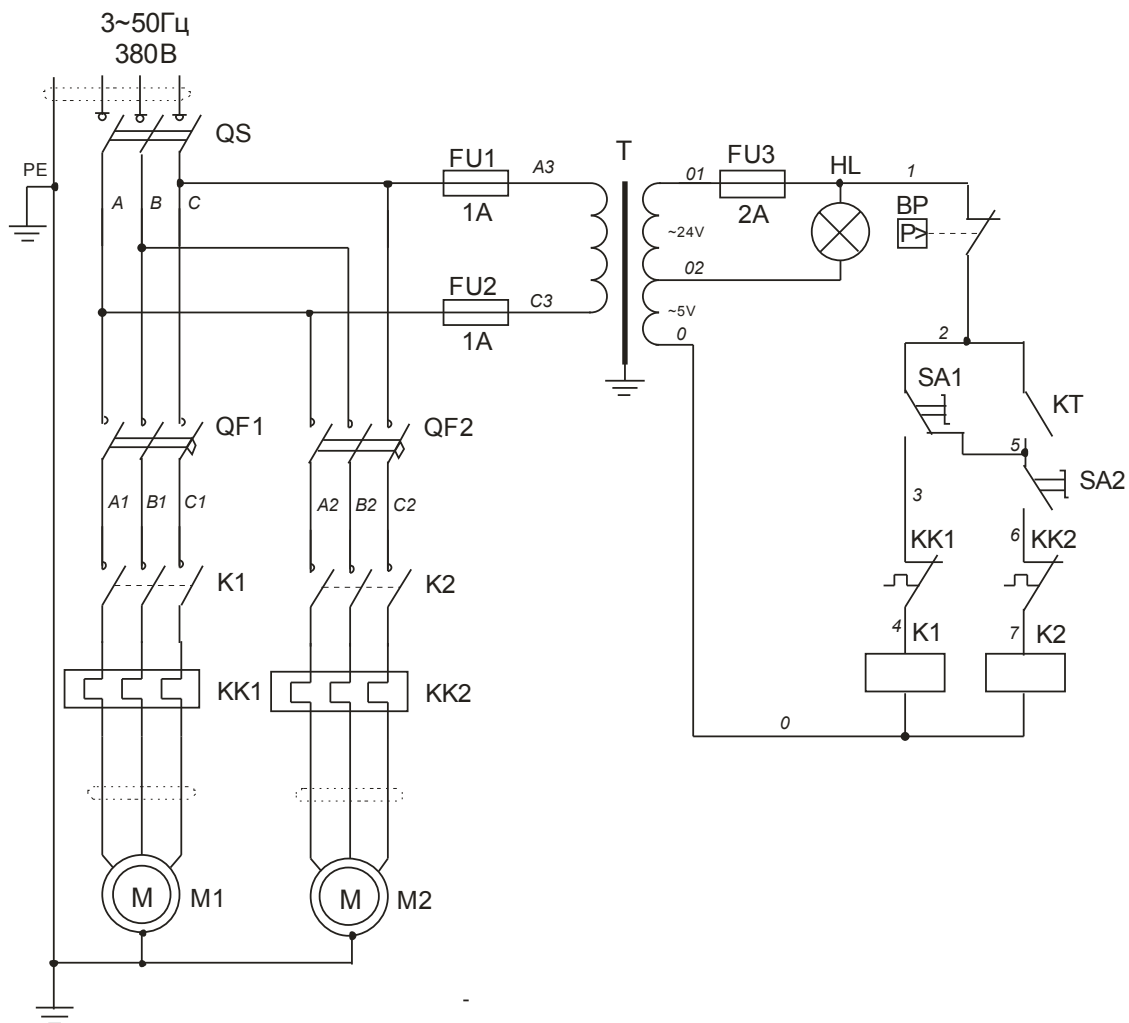 3~50Гц
380В
QS
PE
A
B
C
FU1
1A
A3
T
01
FU3
2A
HL
1
BP
P>
~24V
02
FU2
1A
C3
~5V
0
2
SA1
KT
QF1
QF2
5
SA2
A1
B1
C1
A2
B2
C2
3
6
KK1
KK2
K1
K2
4
K1
7
K2
KK1
KK2
0
M
M1
M
M2
-